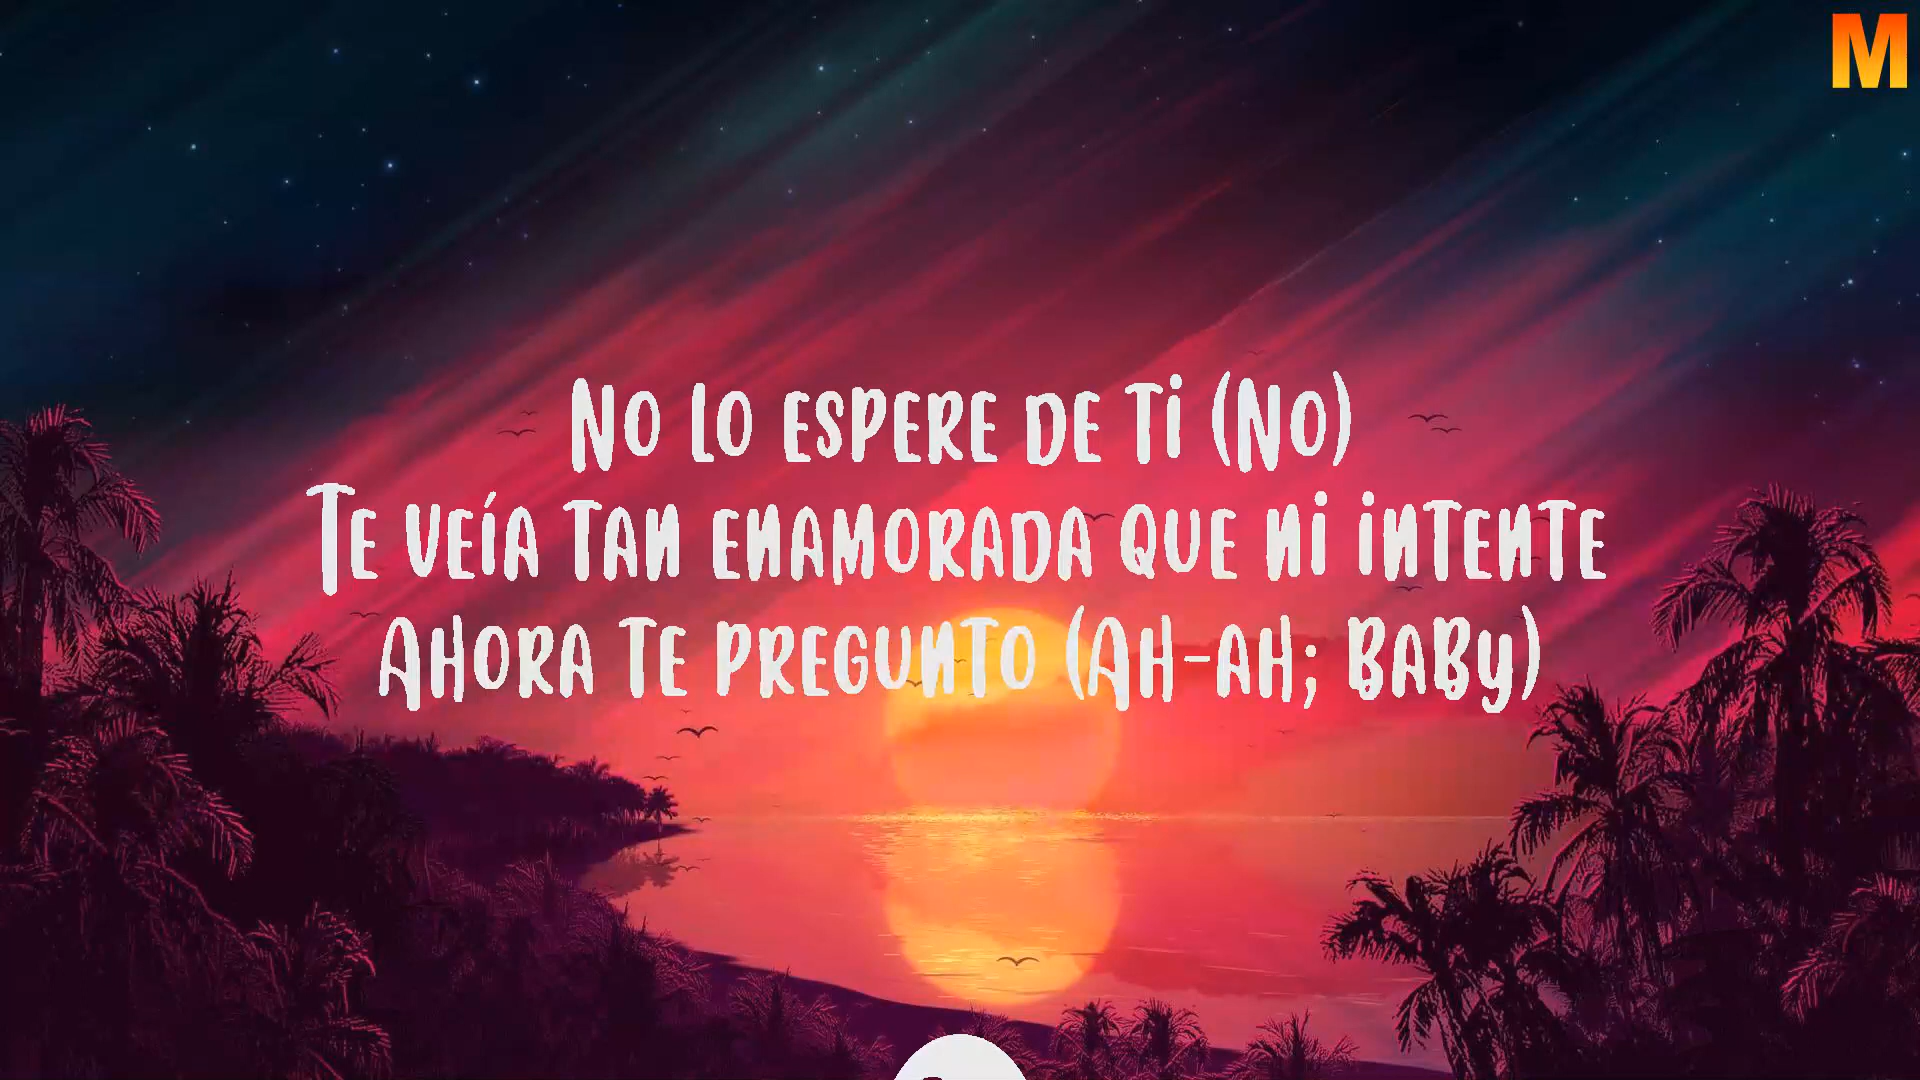 M
No lo espere de ti (No)
Te veía tan enamorada que ni intente
Ahora te pregunto (Ah-ah; baby)